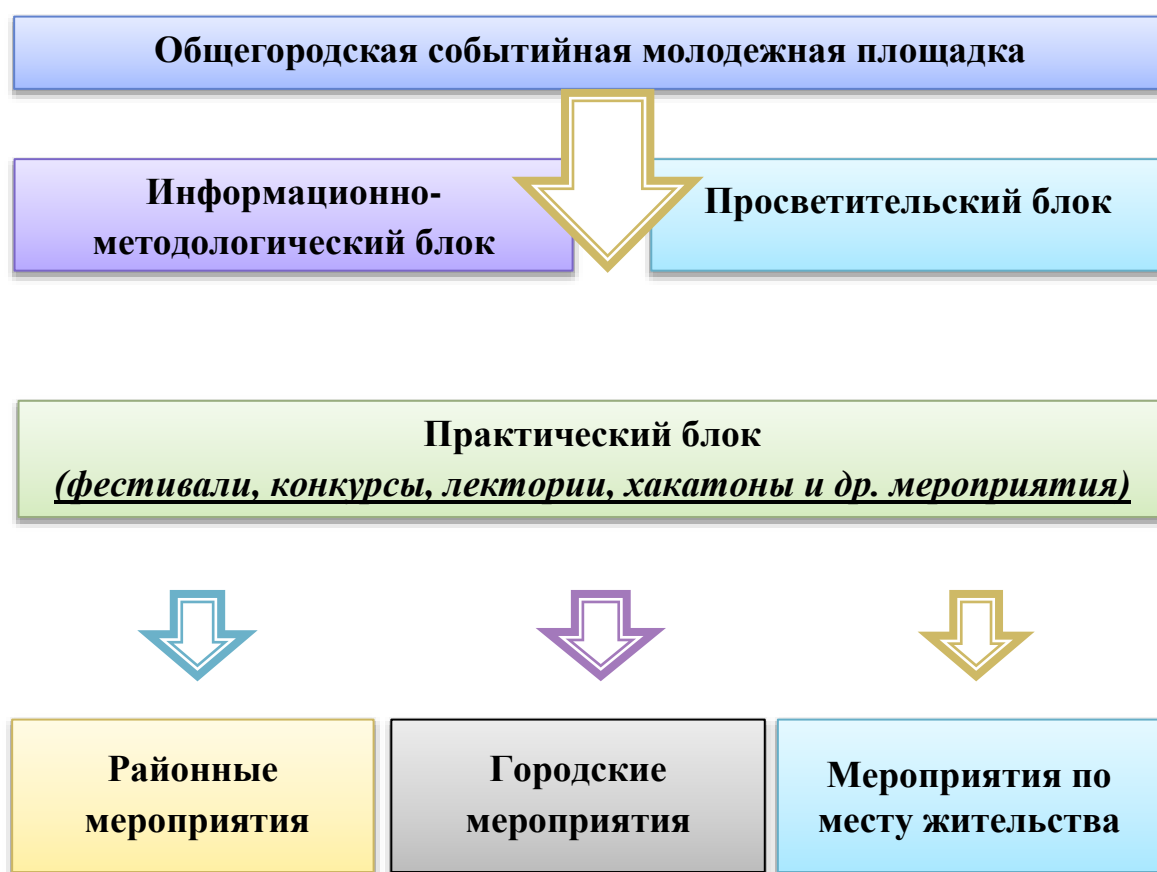 Общегородская событийная молодежная площадка
Информационно-
методологический блок
Просветительский блок
Практический блок
(фестивали, конкурсы, лектории, хакатоны и др. мероприятия)
Районные
мероприятия
Городские
мероприятия
Мероприятия по
месту жительства